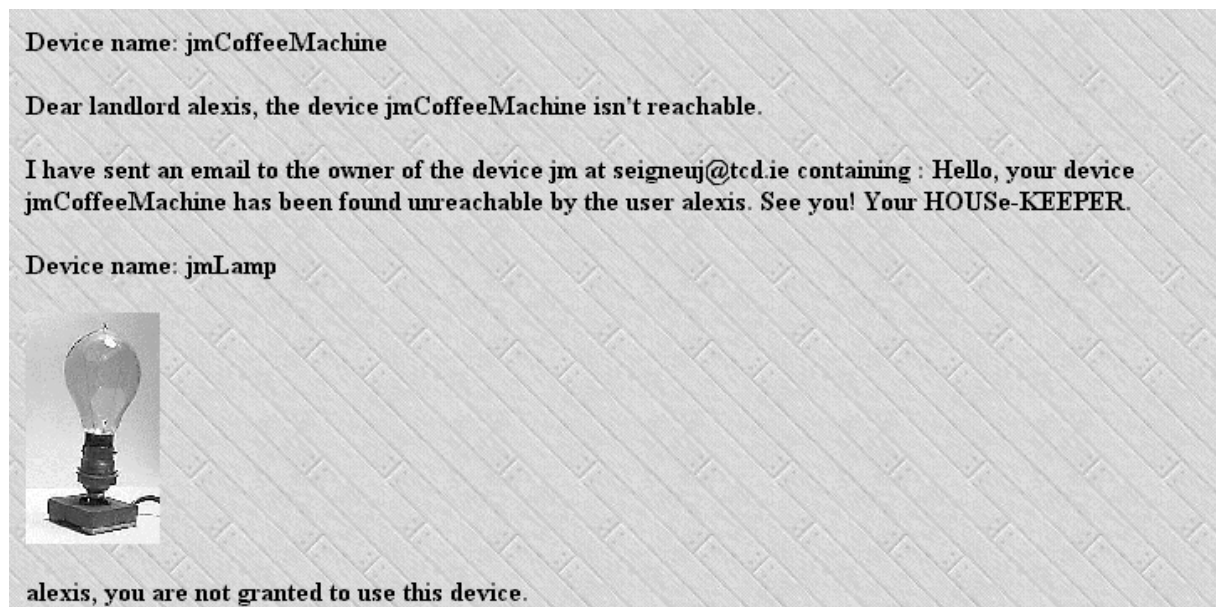 Device name: jmCoffeeMachine
Dear landlord alexis, the device jmCoffeeMachine isn't reachable.
I have sent an email to the owner of the device jm at seigneuj@tcd.ie containing : Hello, your device
jmCoffeeMachine has been found unreachable by the user alexis. See you! Your HOUSe-KEEPER.
Device name: jmLamp
alexis, you are not granted to use this device.